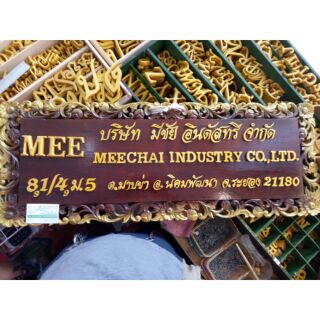 MEE
บริษัท มีชัย อินดัสทรี จำกัด
MEECHAI INDUSTRY CO.,LTD.
81/4 ม.5 ต.มาบข่า อ.นิคมพัฒนา จ.ระยอง 21180